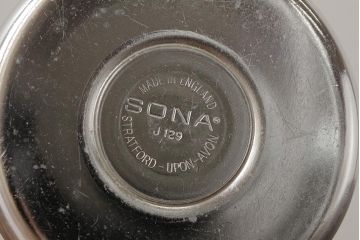 MADE IN ENGLAND
SONA®
J 129
STRATFORD - UPON - AVON